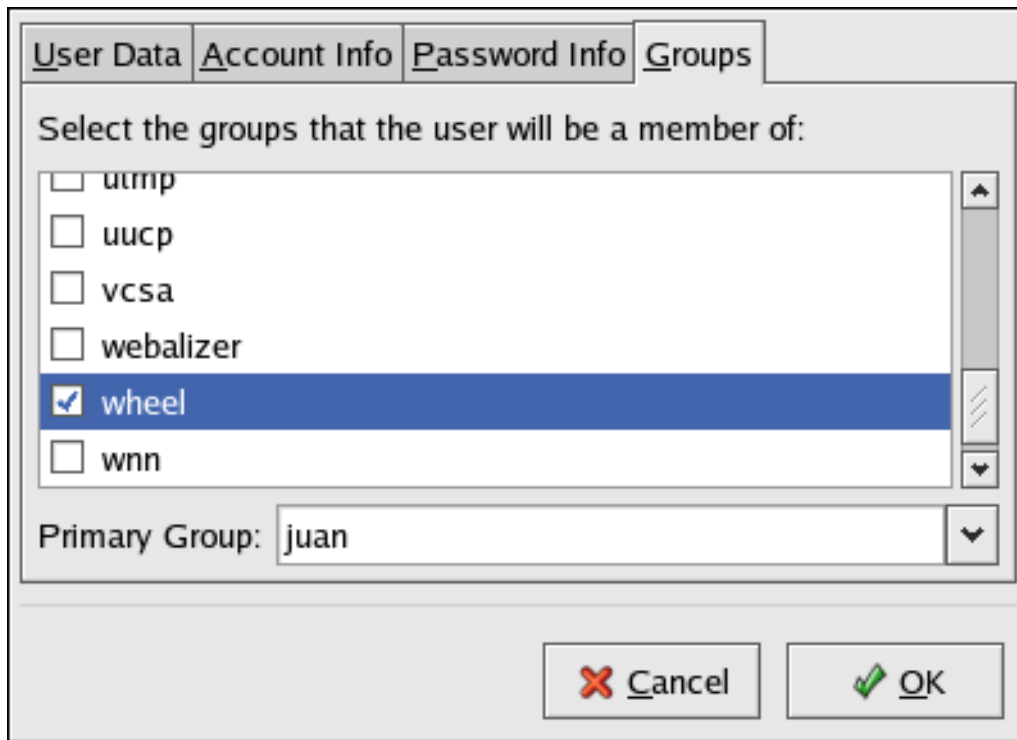 User Data Account Info Password Info Groups
Select the groups that the user will be a member of:
utmp
uucp
vcsa
webalizer
wheel
wnn
Primary Group: juan
Cancel OK